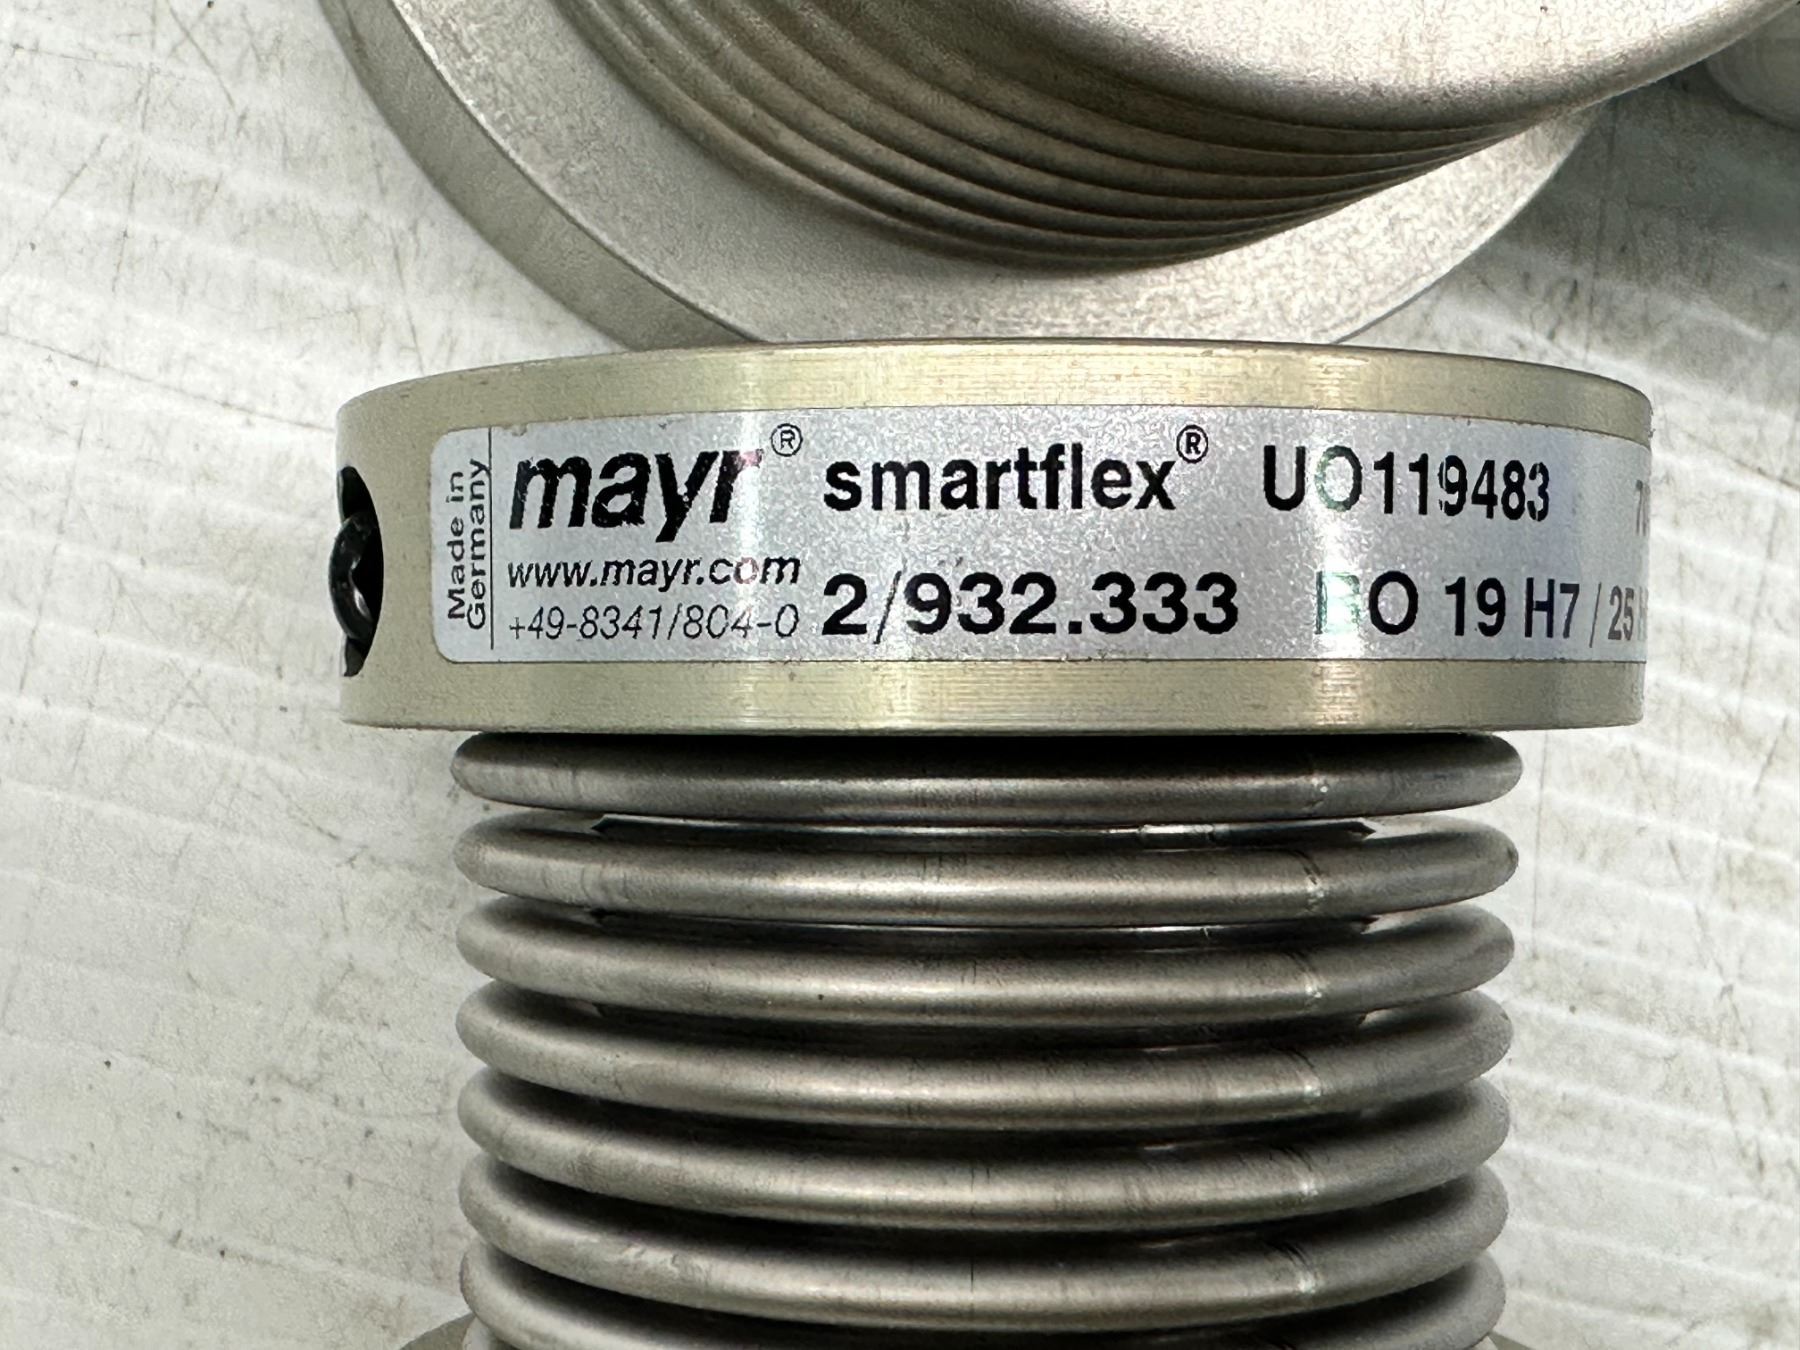 Made in
Germany
mayr® smartflex® UO119483
www.mayr.com
+49-8341/804-0
2/932.333 BO 19 H7 / 25